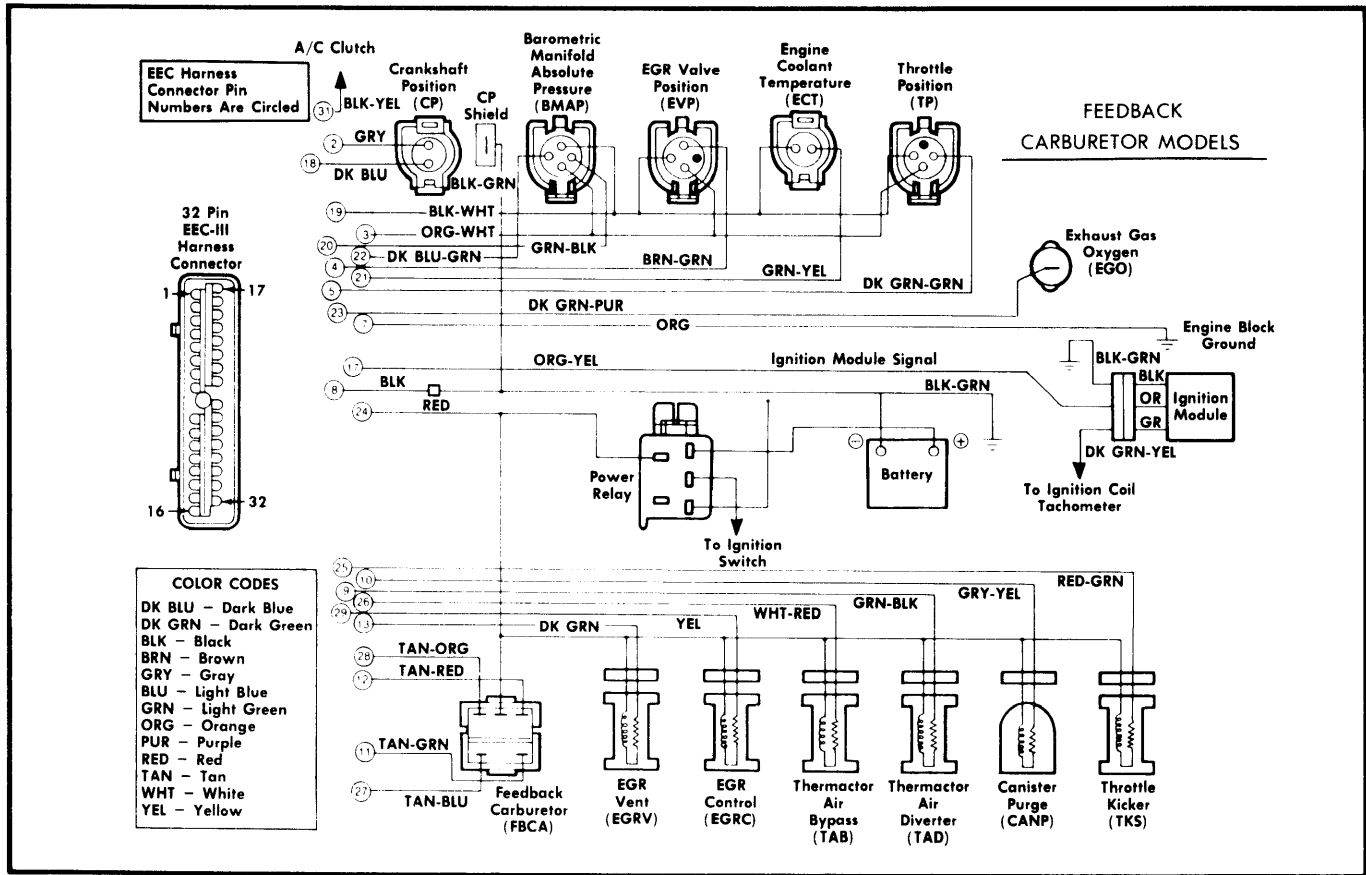 A/C Clutch
EEC Harness
Connector Pin
Numbers Are Circled
31
BLK-YEL
Crankshaft
Position
(CP)
CP
Shield
Barometric
Manifold
Absolute
Pressure
(BMAP)
EGR Valve
Position
(EVP)
Engine
Coolant
Temperature
(ECT)
Throttle
Position
(TP)
FEEDBACK
CARBURETOR MODELS
2
GRY
18
DK BLU
BLK-GRN
19
BLK-WHT
3
ORG-WHT
20
GRN-BLK
22
DK BLU-GRN
4
BRN-GRN
21
GRN-YEL
5
DK GRN-GRN
23
DK GRN-PUR
7
ORG
Exhaust Gas
Oxygen
(EGO)
Engine Block
Ground
32 Pin
EEC-III
Harness
Connector
1
17
16
32
17
ORG-YEL
Ignition Module Signal
8
BLK
RED
24
BLK-GRN
BLK-GRN
BLK
OR
GR
Ignition
Module
DK GRN-YEL
To Ignition Coil
Tachometer
Power
Relay
To Ignition
Switch
−
+
Battery
25
RED-GRN
10
GRY-YEL
9
GRN-BLK
26
WHT-RED
29
YEL
13
DK GRN
28
TAN-ORG
12
TAN-RED
11
TAN-GRN
27
TAN-BLU
Feedback
Carburetor
(FBCA)
EGR
Vent
(EGRV)
EGR
Control
(EGRC)
Thermactor
Air
Bypass
(TAB)
Thermactor
Air
Diverter
(TAD)
Canister
Purge
(CANP)
Throttle
Kicker
(TKS)
COLOR CODES
DK BLU – Dark Blue
DK GRN – Dark Green
BLK – Black
BRN – Brown
GRY – Gray
BLU – Light Blue
GRN – Light Green
ORG – Orange
PUR – Purple
RED – Red
TAN – Tan
WHT – White
YEL – Yellow